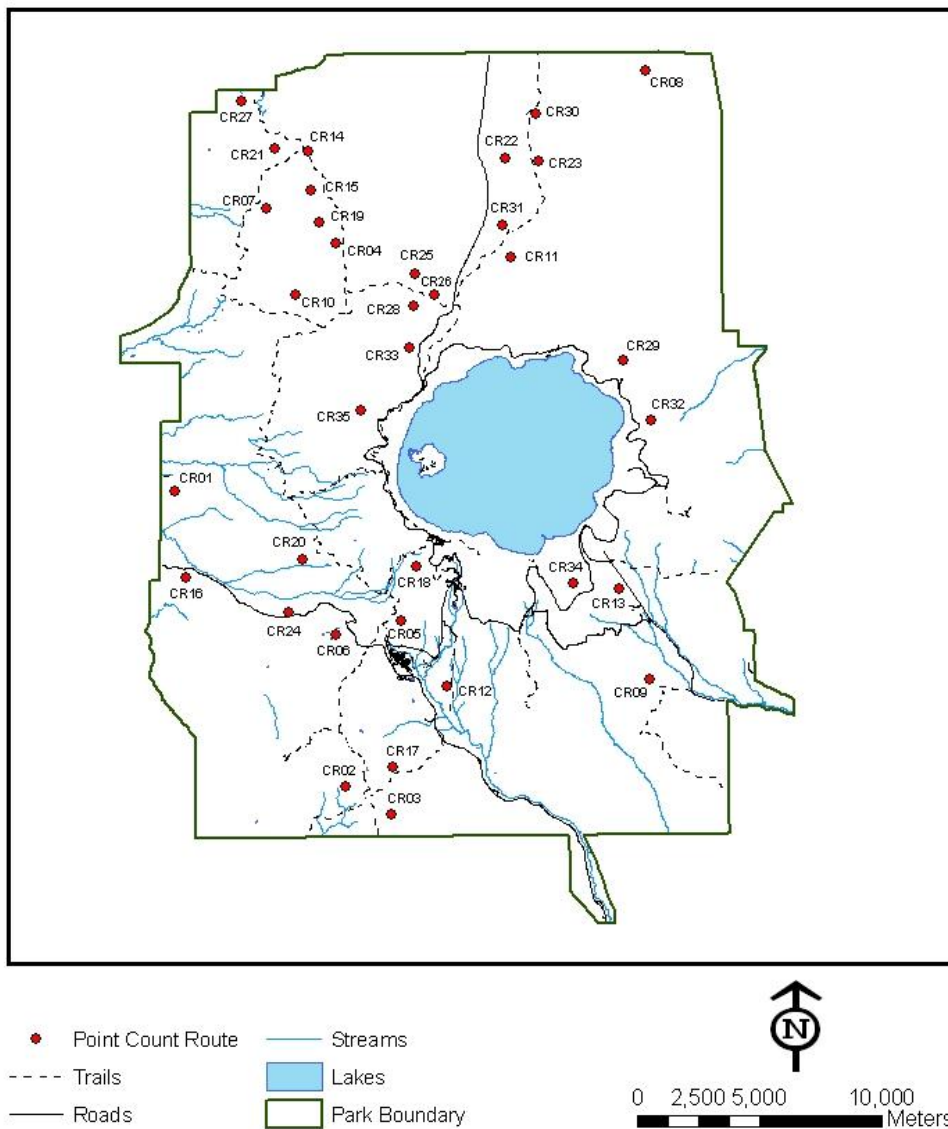 CR08
CR27
CR30
CR14
CR22
CR21
CR23
CR15
CR07
CR31
CR19
CR04
CR11
CR25
CR26
CR10
CR28
CR33
CR29
CR35
CR32
CR01
CR20
CR18
CR34
CR16
CR13
CR24
CR05
CR06
CR12
CR09
CR17
CR02
CR03
N
Point Count Route
Streams
Trails
Lakes
Roads
Park Boundary
0 2,500 5,000 10,000
Meters